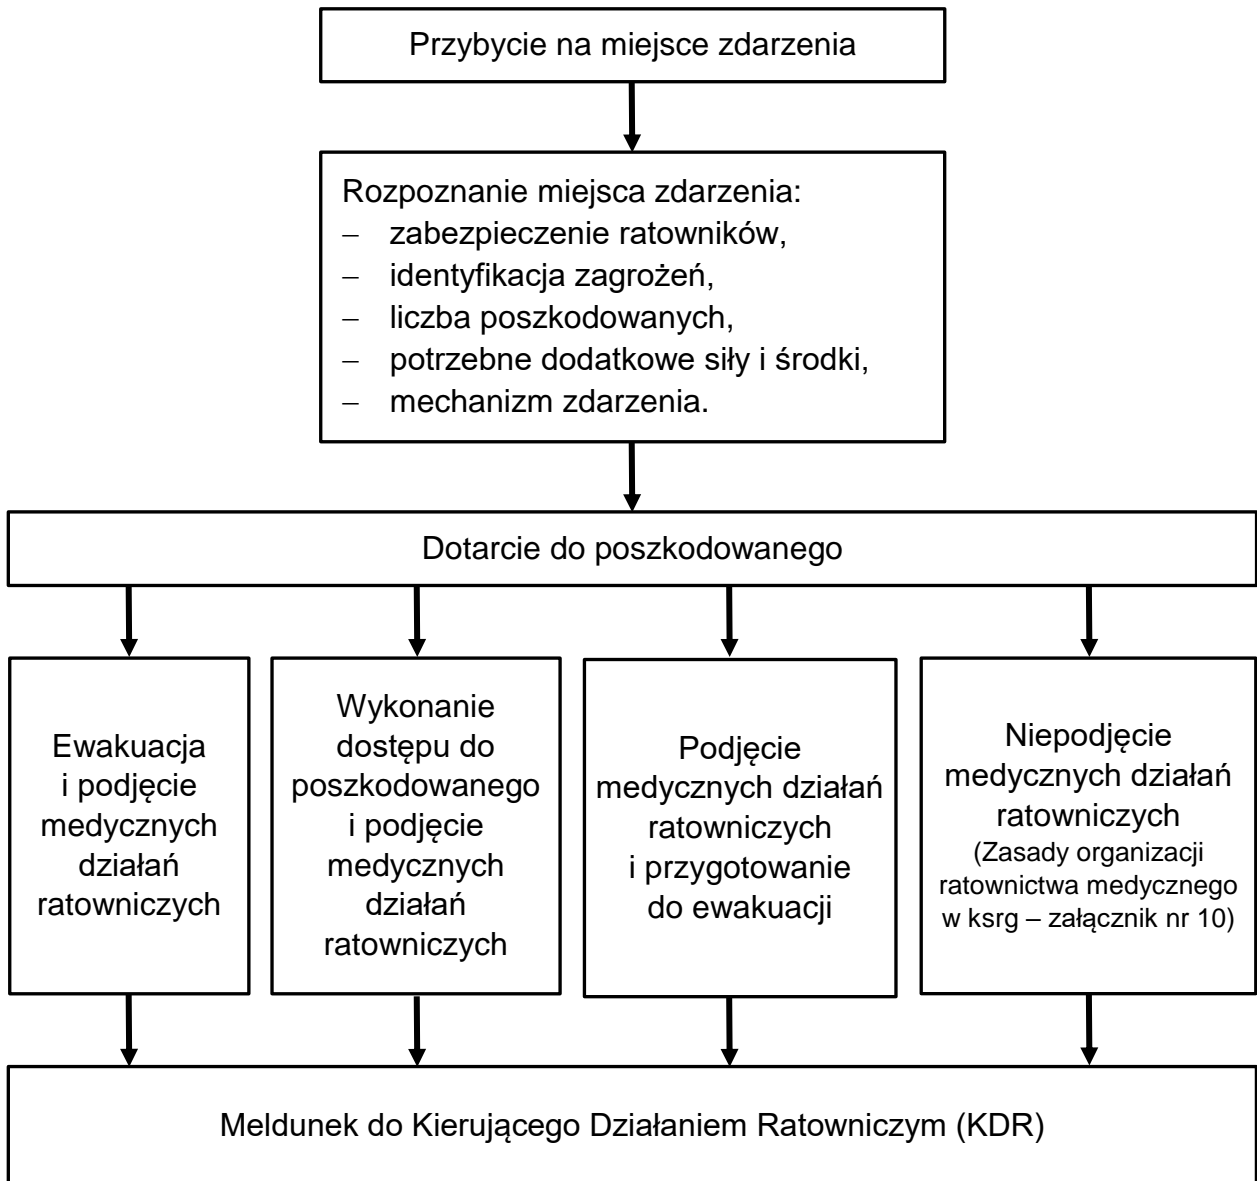 Przybycie na miejsce zdarzenia
Rozpoznanie miejsca zdarzenia:
– zabezpieczenie ratowników,
– identyfikacja zagrożeń,
– liczba poszkodowanych,
– potrzebne dodatkowe siły i środki,
– mechanizm zdarzenia.
Dotarcie do poszkodowanego
Ewakuacja
i podjęcie
medycznych
działań
ratowniczych
Wykonanie
dostępu do
poszkodowanego
i podjęcie
medycznych
działań
ratowniczych
Podjęcie
medycznych działań
ratowniczych
i przygotowanie
do ewakuacji
Niepodjęcie
medycznych działań
ratowniczych
(Zasady organizacji
ratownictwa medycznego
w ksrg – załącznik nr 10)
Meldunek do Kierującego Działaniem Ratowniczym (KDR)